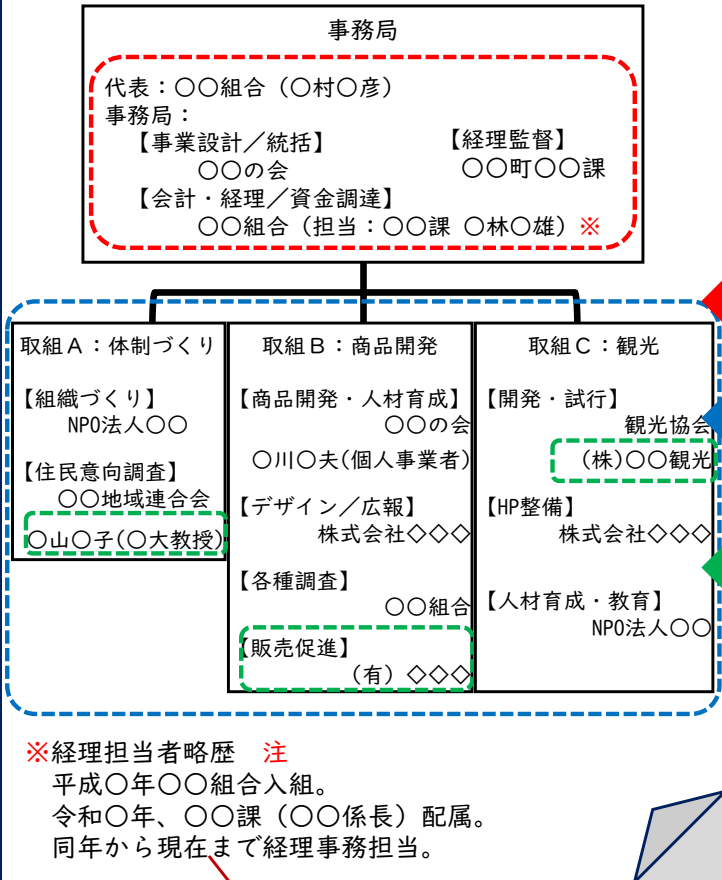 事務局
代表：〇〇組合（〇村〇彦）
事務局：
【事業設計／統括】
〇〇の会
【経理監督】
〇〇町〇〇課
【会計・経理／資金調達】
〇〇組合（担当：〇〇課 〇林〇雄）※
取組Ａ：体制づくり
【組織づくり】
NPO法人〇〇
【住民意向調査】
〇〇地域連合会
〇山〇子(〇大教授)
取組Ｂ：商品開発
【商品開発・人材育成】
〇〇の会
〇川〇夫(個人事業者)
【デザイン／広報】
株式会社◇◇◇
【各種調査】
〇〇組合
【販売促進】
（有）◇◇◇
取組Ｃ：観光
【開発・試行】
観光協会
（株）〇〇観光
【HP整備】
株式会社◇◇◇
【人材育成・教育】
NPO法人〇〇
※経理担当者略歴　注
平成〇年〇〇組合入組。
令和〇年、〇〇課（〇〇係長）配属。
同年から現在まで経理事務担当。